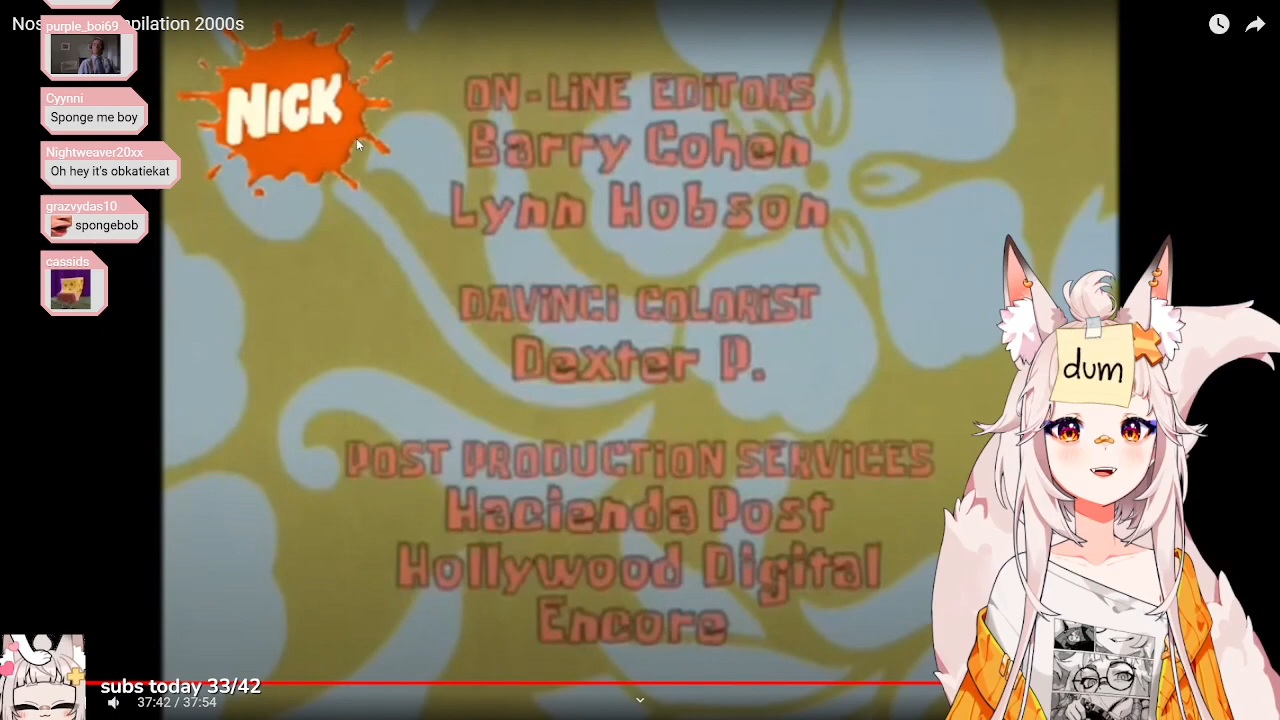 Nos
pilation 2000s
purple_boi69
Cyynni
Sponge me boy
Nightweaver20xx
Oh hey it's obkatiekat
grazvydas10
spongebob
cassids
NICK
ON-LINE EDITORS
Barry Cohen
Lynn Hobson
DAVINCI COLORIST
Dexter P.
POST PRODUCTION SERVICES
Hacienda Post
Hollywood Digital
Encore
dum
subs today 33/42
37:42 / 37:54